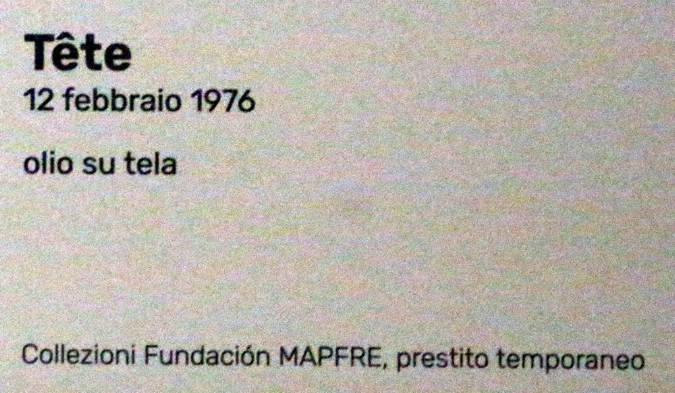 Tête
12 febbraio 1976
olio su tela
Collezioni Fundación MAPFRE, prestito temporaneo